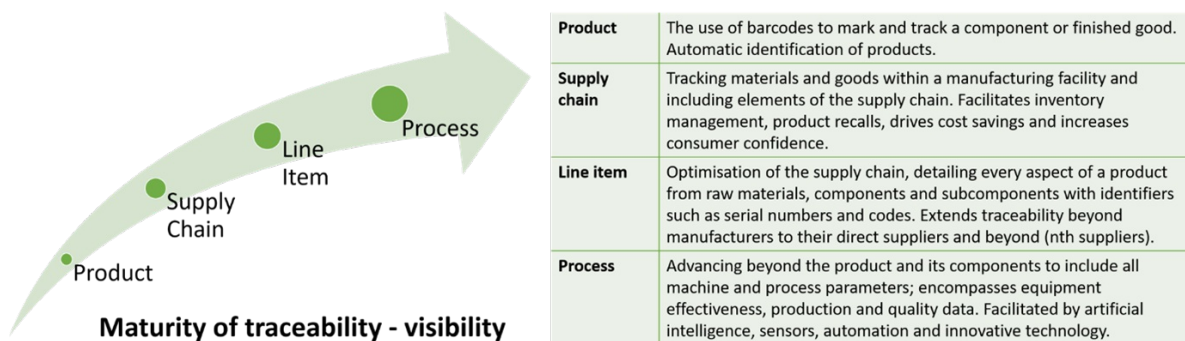 Product
Supply
Chain
Line
Item
Process
Maturity of traceability - visibility
Product
The use of barcodes to mark and track a component or finished good.
Automatic identification of products.
Supply
chain
Tracking materials and goods within a manufacturing facility and
including elements of the supply chain. Facilitates inventory
management, product recalls, drives cost savings and increases
consumer confidence.
Line item
Optimisation of the supply chain, detailing every aspect of a product
from raw materials, components and subcomponents with identifiers
such as serial numbers and codes. Extends traceability beyond
manufacturers to their direct suppliers and beyond (nth suppliers).
Process
Advancing beyond the product and its components to include all
machine and process parameters; encompasses equipment
effectiveness, production and quality data. Facilitated by artificial
intelligence, sensors, automation and innovative technology.